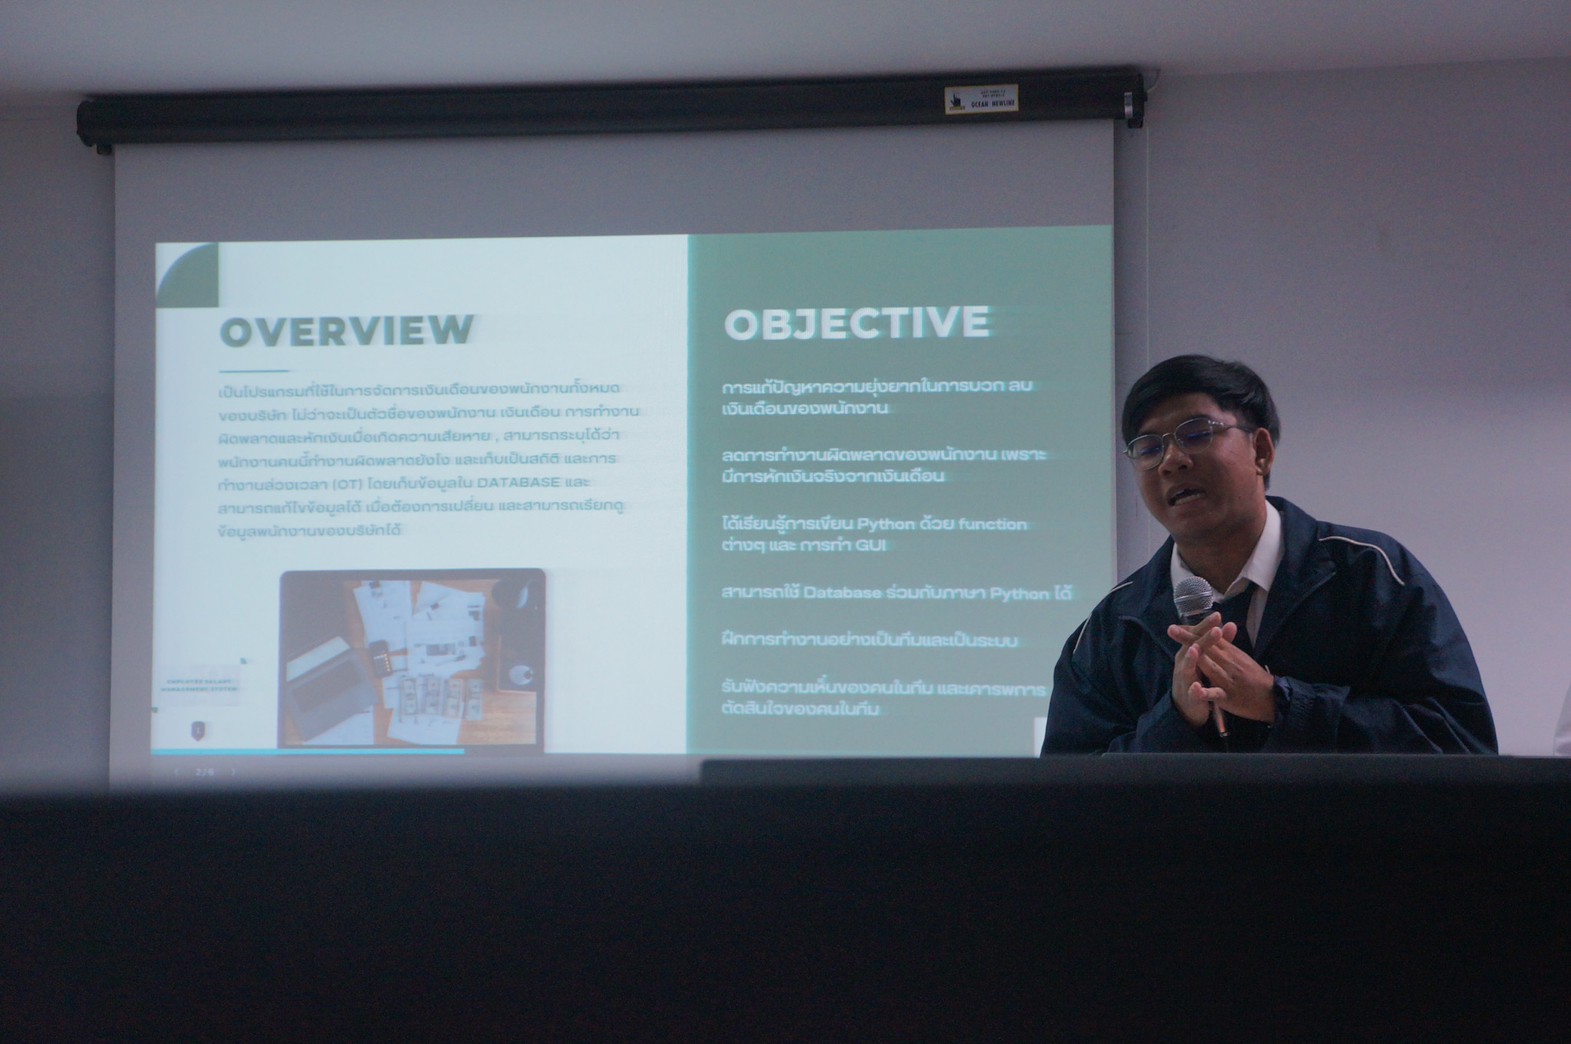 OCEAN NEWLINE
OVERVIEW
เป็นโปรแกรมที่ใช้ในการจัดการเงินเดือนของพนักงานทั้งหมด
ของบริษัท ไม่ว่าจะเป็นตัวชื่อของพนักงาน เงินเดือน การทำงาน
ผิดพลาดและหักเงินเมื่อเกิดความเสียหาย , สามารถระบุได้ว่า
พนักงานคนนี้ทำงานผิดพลาดยังไง และเก็บเป็นสถิติ และการ
ทำงานล่วงเวลา (OT) โดยเก็บข้อมูลใน DATABASE และ
สามารถแก้ไขข้อมูลได้ เมื่อต้องการเปลี่ยน และสามารถเรียกดู
ข้อมูลพนักงานของบริษัทได้
EMPLOYEE SALARY
MANAGEMENT SYSTEM
2/6
OBJECTIVE
การแก้ปัญหาความยุ่งยากในการบวก ลบ
เงินเดือนของพนักงาน
ลดการทำงานผิดพลาดของพนักงาน เพราะ
มีการหักเงินจริงจากเงินเดือน
ได้เรียนรู้การเขียน Python ด้วย function
ต่างๆ และ การทำ GUI
สามารถใช้ Database ร่วมกับภาษา Python ได้
ฝึกการทำงานอย่างเป็นทีมและเป็นระบบ
รับฟังความเห็นของคนในทีม และเคารพการ
ตัดสินใจของคนในทีม